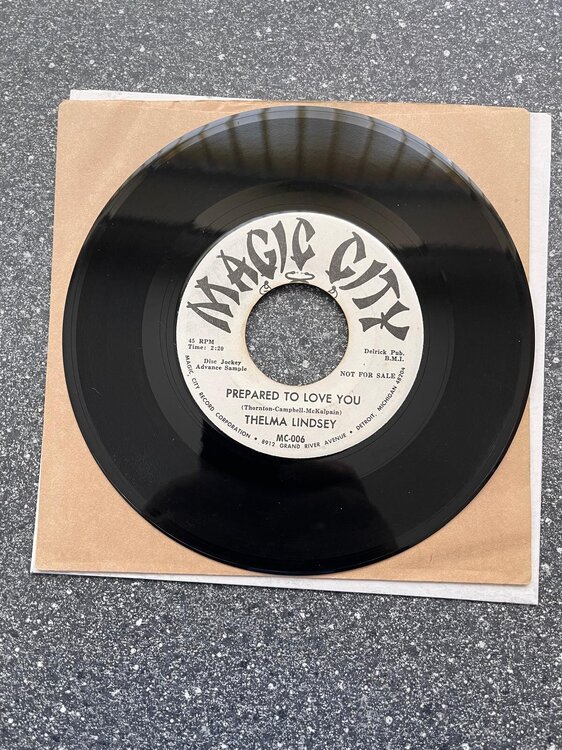 MAGIC CITY
45 RPM
Time: 2:20
Disc Jockey
Advance Sample
Delrick Pub.
B.M.I.
NOT FOR SALE
PREPARED TO LOVE YOU
(Thornton-Campbell-McKalpain)
THELMA LINDSEY
MC-006
MAGIC, CITY RECORD CORPORATION • 8912 GRAND RIVER AVENUE • DETROIT, MICHIGAN 48204